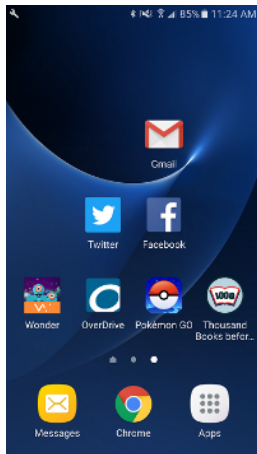 85% 11:24 AM
Gmail
Twitter Facebook
Wonder OverDrive Pokémon GO Thousand
Books befor...
Messages Chrome Apps